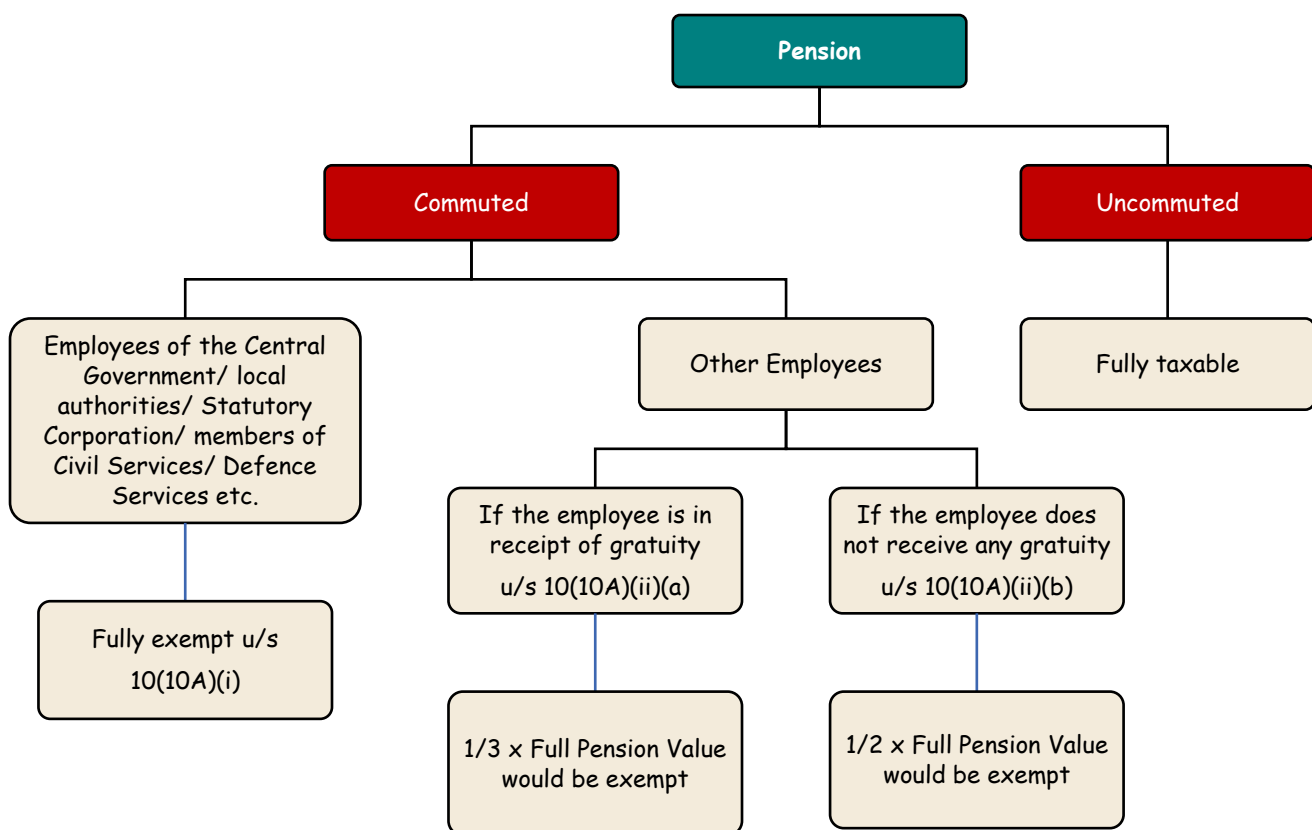 Pension
Commuted
Uncommuted
Employees of the Central
Government/ local
authorities/ Statutory
Corporation/ members of
Civil Services/ Defence
Services etc.
Other Employees
Fully taxable
If the employee is in
receipt of gratuity
u/s 10(10A)(ii)(a)
If the employee does
not receive any gratuity
u/s 10(10A)(ii)(b)
Fully exempt u/s
10(10A)(i)
1/3 x Full Pension Value
would be exempt
1/2 x Full Pension Value
would be exempt